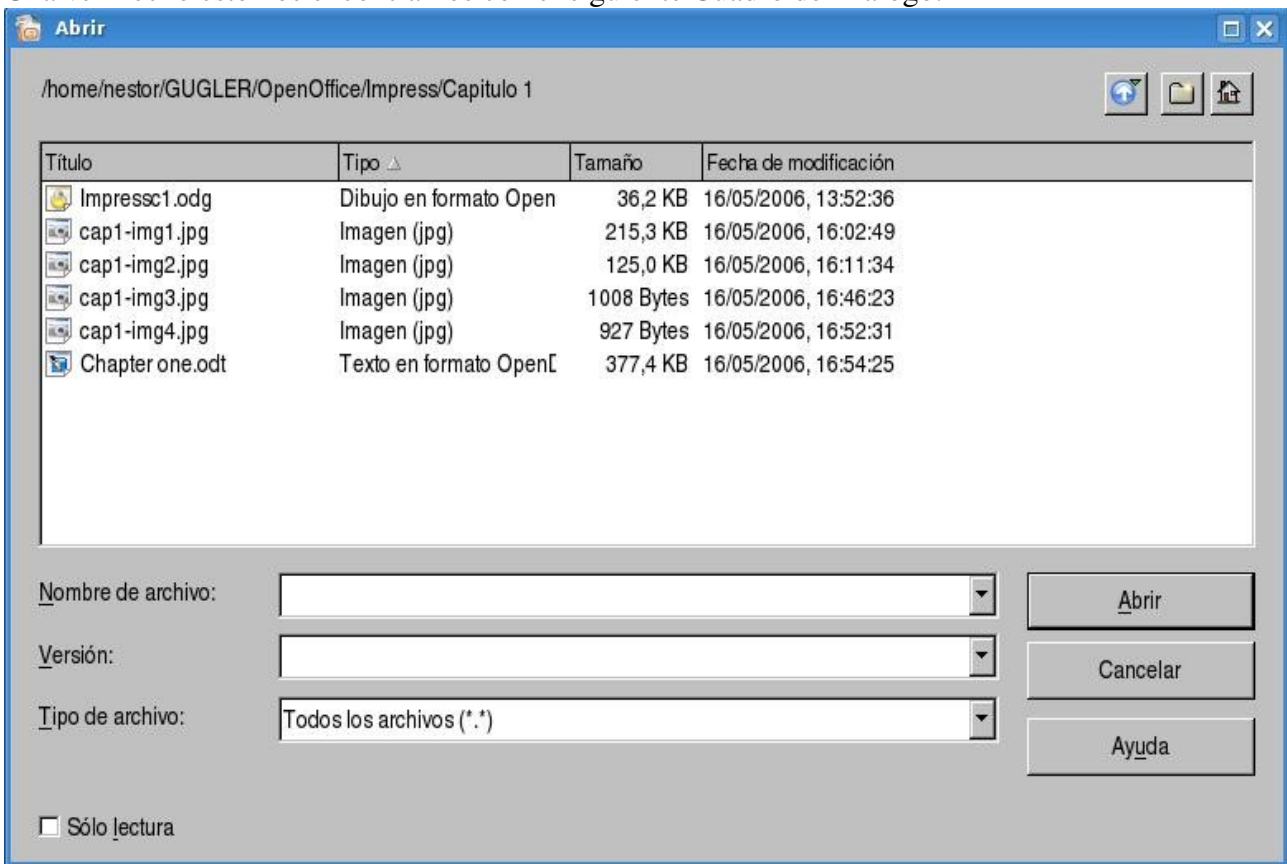 Abrir
/home/nestor/GUGLER/OpenOffice/Impress/Capitulo 1
Título Tipo Tamaño Fecha de modificación
Impressc1.odg Dibujo en formato Open 36,2 KB 16/05/2006, 13:52:36
cap1-img1.jpg Imagen (jpg) 215,3 KB 16/05/2006, 16:02:49
cap1-img2.jpg Imagen (jpg) 125,0 KB 16/05/2006, 16:11:34
cap1-img3.jpg Imagen (jpg) 1008 Bytes 16/05/2006, 16:46:23
cap1-img4.jpg Imagen (jpg) 927 Bytes 16/05/2006, 16:52:31
Chapter one.odt Texto en formato Open 377,4 KB 16/05/2006, 16:54:25
Nombre de archivo:
Abrir
Versión:
Cancelar
Tipo de archivo: Todos los archivos (*.*)
Ayuda
Sólo lectura